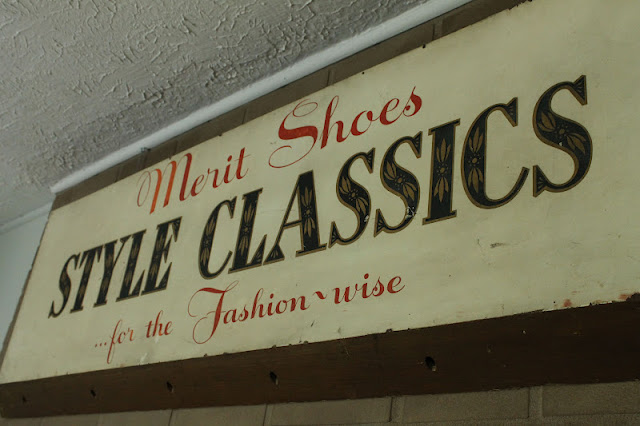 Merit Shoes
STYLE CLASSICS
...for the Fashion-wise